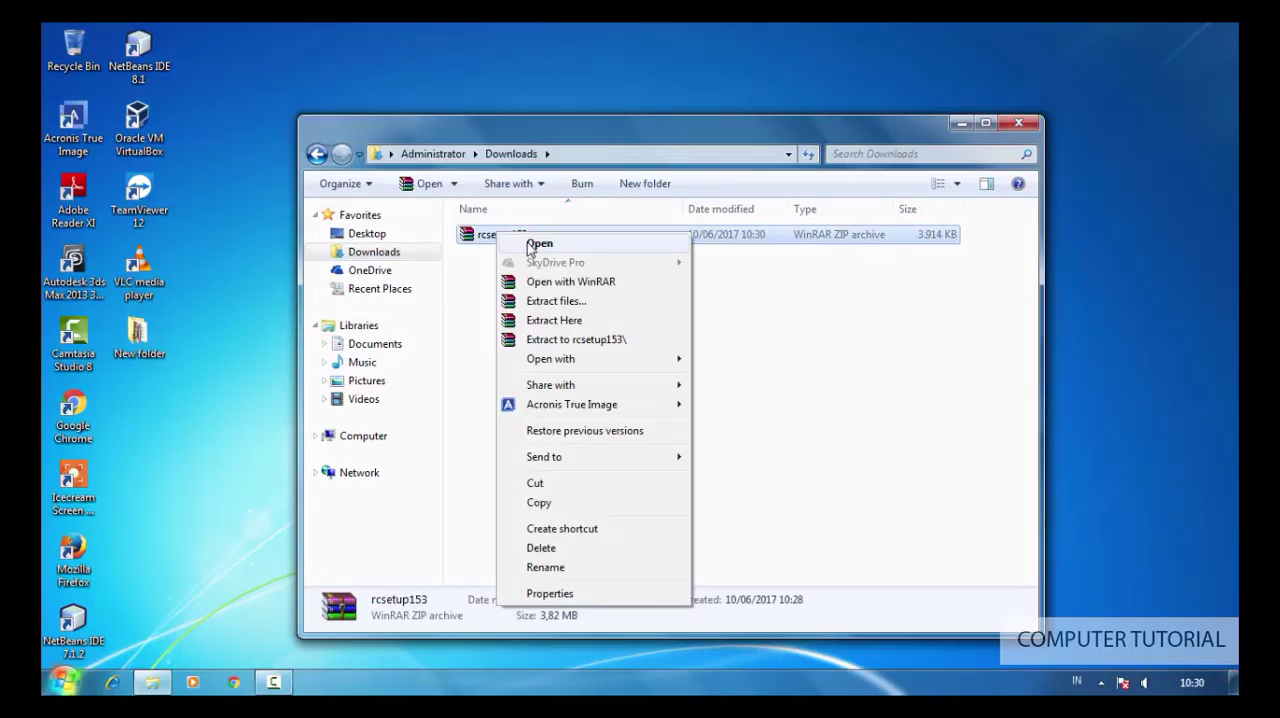 Recycle Bin
NetBeans IDE
8.1
Acronis True
Image
Oracle VM
VirtualBox
Adobe
Reader XI
TeamViewer
12
Autodesk 3ds
Max 2013 3...
VLC media
player
Camtasia
Studio 8
New folder
Google
Chrome
Icecream
Screen ...
Mozilla
Firefox
NetBeans IDE
7.1.2
Administrator Downloads
Search Downloads
Organize Open Share with Burn New folder
Favorites
Desktop
Downloads
OneDrive
Recent Places
Libraries
Documents
Music
Pictures
Videos
Computer
Network
Name Date modified Type Size
10/06/2017 10:30 WinRAR ZIP archive 3.914 KB
Open
SkyDrive Pro
Open with WinRAR
Extract files...
Extract Here
Extract to rcsetup153\
Open with
Share with
Acronis True Image
Restore previous versions
Send to
Cut
Copy
Create shortcut
Delete
Rename
Properties
rcsetup153 10/06/2017 10:28
WinRAR ZIP archive Size: 3,82 MB
COMPUTER TUTORIAL
IN 10:30